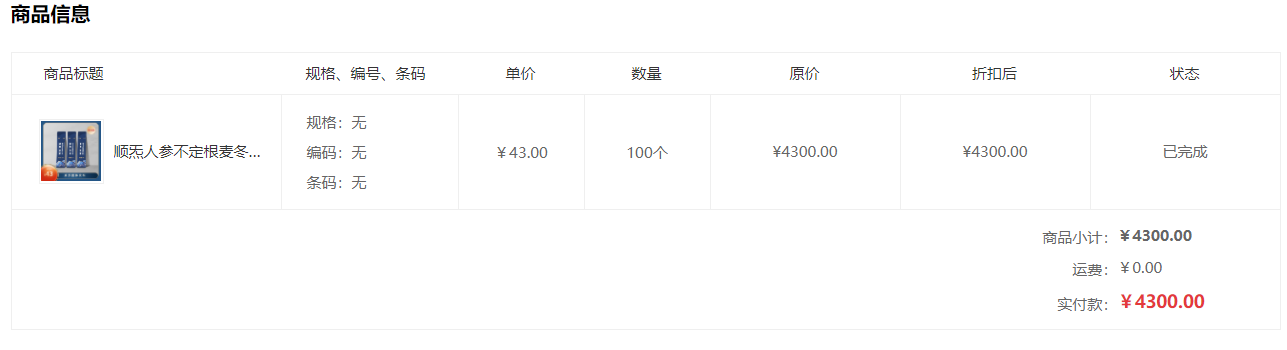 商品信息
商品标题 规格、编号、条码 单价 数量 原价 折扣后 状态
顺炁人参不定根麦冬...
规格：无
编码：无
条码：无
¥43.00 100个 ¥4300.00 ¥4300.00 已完成
商品小计：¥4300.00
运费：¥0.00
实付款：¥4300.00